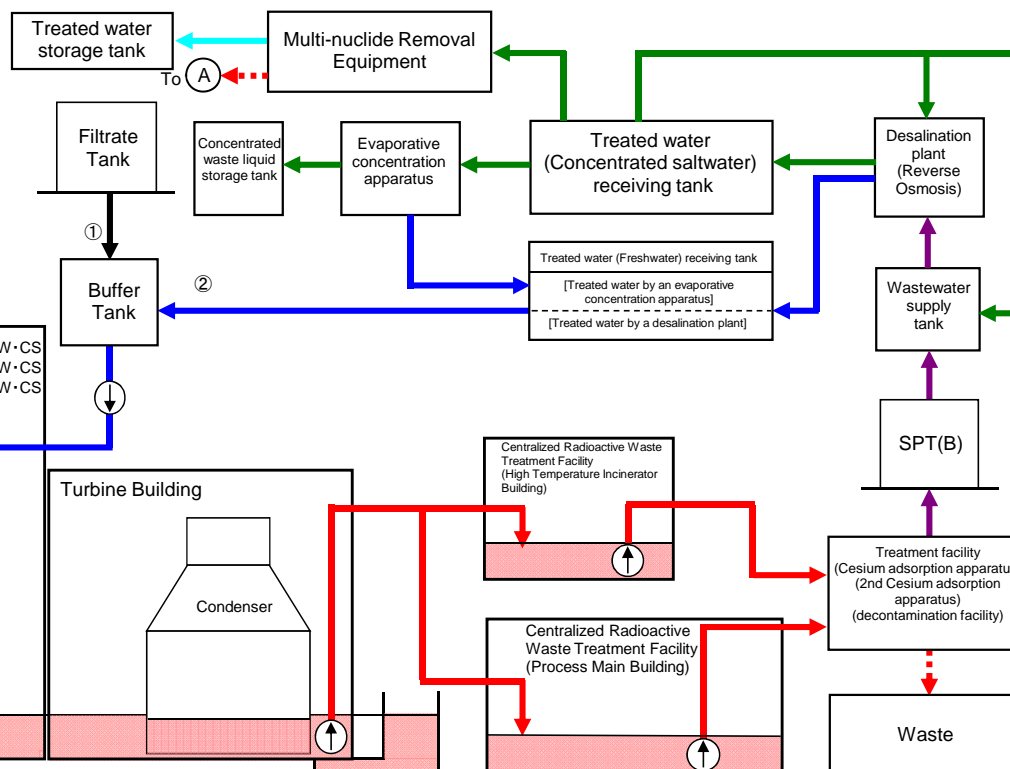 Treated water
storage tank
Multi-nuclide Removal
Equipment
To
A
Filtrate
Tank
Concentrated
waste liquid
storage tank
Evaporative
concentration
apparatus
Treated water
(Concentrated saltwater)
receiving tank
Desalination
plant
(Reverse
Osmosis)
①
②
Buffer
Tank
Treated water (Freshwater) receiving tank
[Treated water by an evaporative
concentration apparatus]
[Treated water by a desalination plant]
Wastewater
supply
tank
W・CS
W・CS
W・CS
SPT(B)
Turbine Building
Condenser
Centralized Radioactive Waste
Treatment Facility
(High Temperature Incinerator
Building)
Centralized Radioactive
Waste Treatment Facility
(Process Main Building)
Treatment facility
(Cesium adsorption apparatu
(2nd Cesium adsorption
apparatus)
(decontamination facility)
Waste